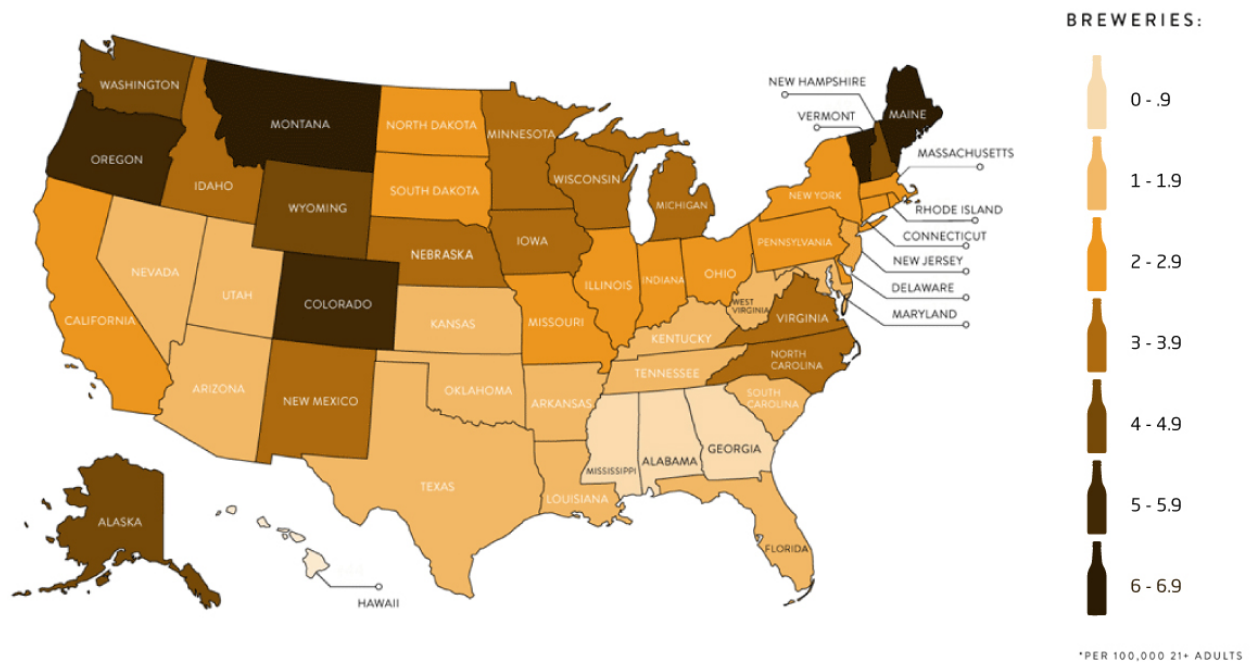 BREWERIES:
WASHINGTON
MONTANA
NORTH DAKOTA
MINNESOTA
NEW HAMPSHIRE
VERMONT
MAINE
MASSACHUSETTS
OREGON
IDAHO
WYOMING
SOUTH DAKOTA
WISCONSIN
MICHIGAN
NEW YORK
RHODE ISLAND
CONNECTICUT
NEW JERSEY
DELAWARE
MARYLAND
NEVADA
UTAH
COLORADO
NEBRASKA
IOWA
ILLINOIS
INDIANA
OHIO
PENNSYLVANIA
WEST
VIRGINIA
VIRGINIA
CALIFORNIA
KANSAS
MISSOURI
KENTUCKY
NORTH
CAROLINA
TENNESSEE
ARIZONA
NEW MEXICO
OKLAHOMA
ARKANSAS
SOUTH
CAROLINA
MISSISSIPPI
ALABAMA
GEORGIA
TEXAS
LOUISIANA
FLORIDA
ALASKA
HAWAII
0 - .9
1 - 1.9
2 - 2.9
3 - 3.9
4 - 4.9
5 - 5.9
6 - 6.9
*PER 100,000 21+ ADULTS